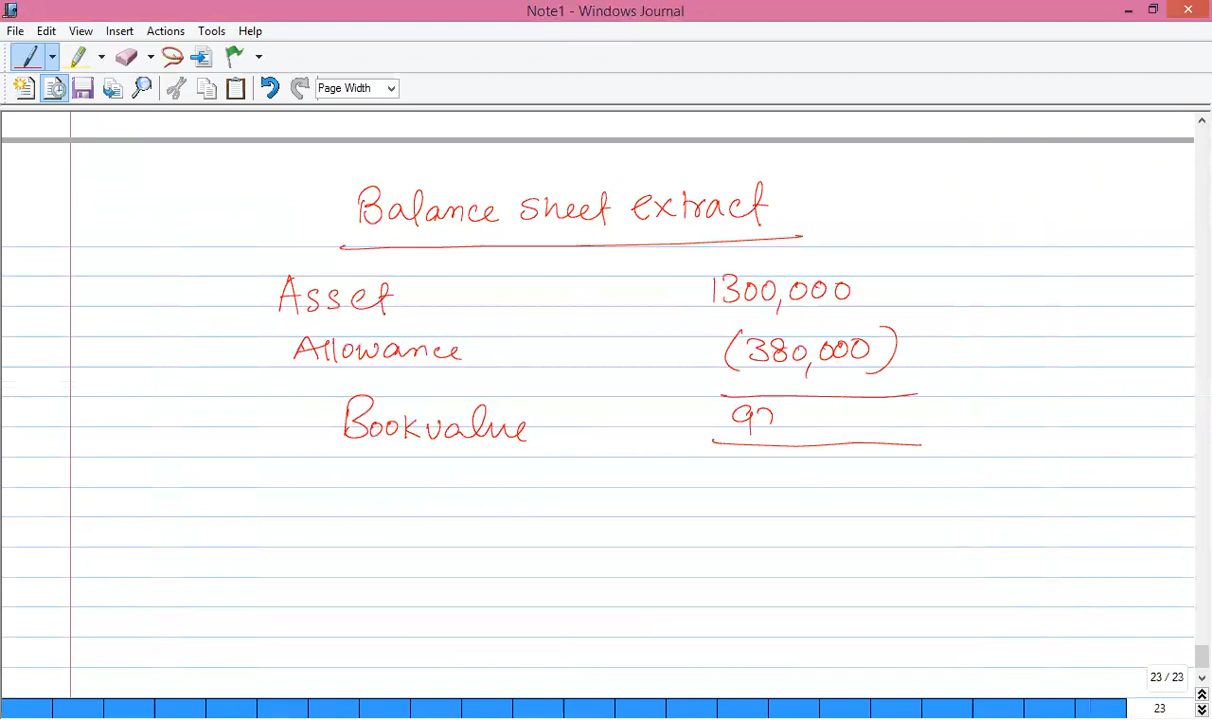 Note1 - Windows Journal
File Edit View Insert Actions Tools Help
Page Width
Balance sheet extract
Asset 1300,000
Allowance (380,000)
Bookvalue 92
23 / 23
23